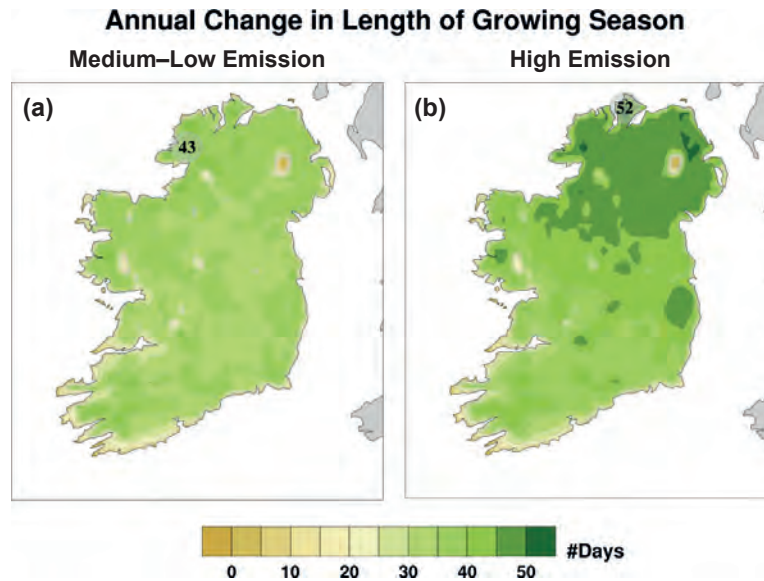 Annual Change in Length of Growing Season
Medium–Low Emission
High Emission
(a)
43
(b)
52
#Days
0 10 20 30 40 50